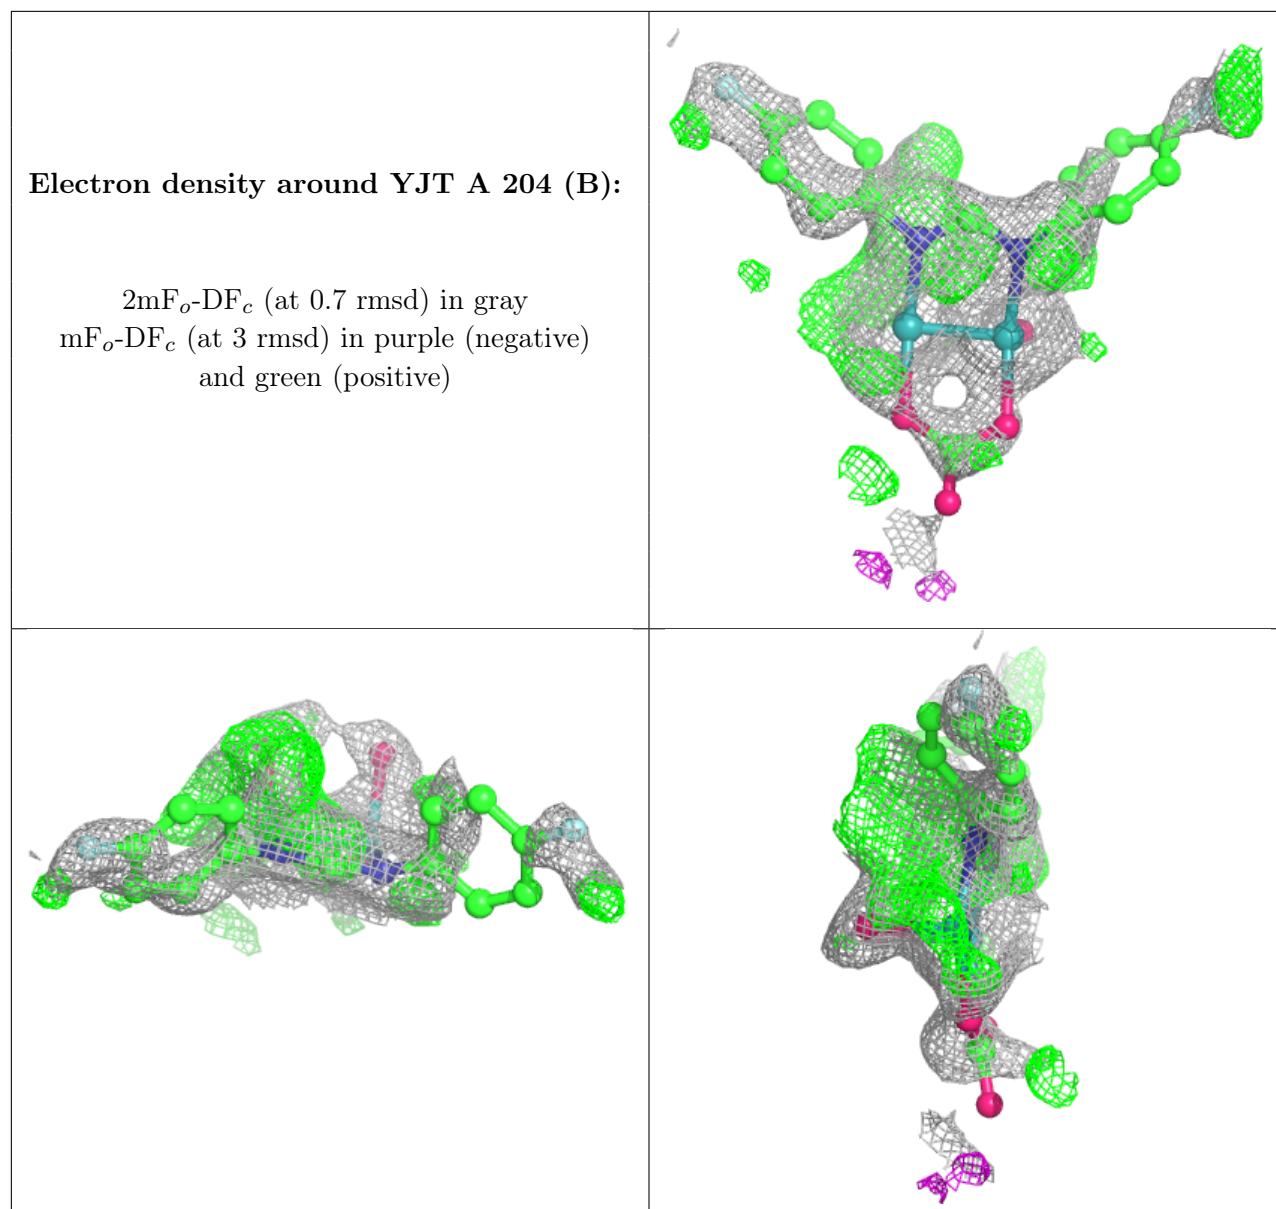 Electron density around YJT A 204 (B):
2mFo-DFc (at 0.7 rmsd) in gray
mFo-DFc (at 3 rmsd) in purple (negative)
and green (positive)